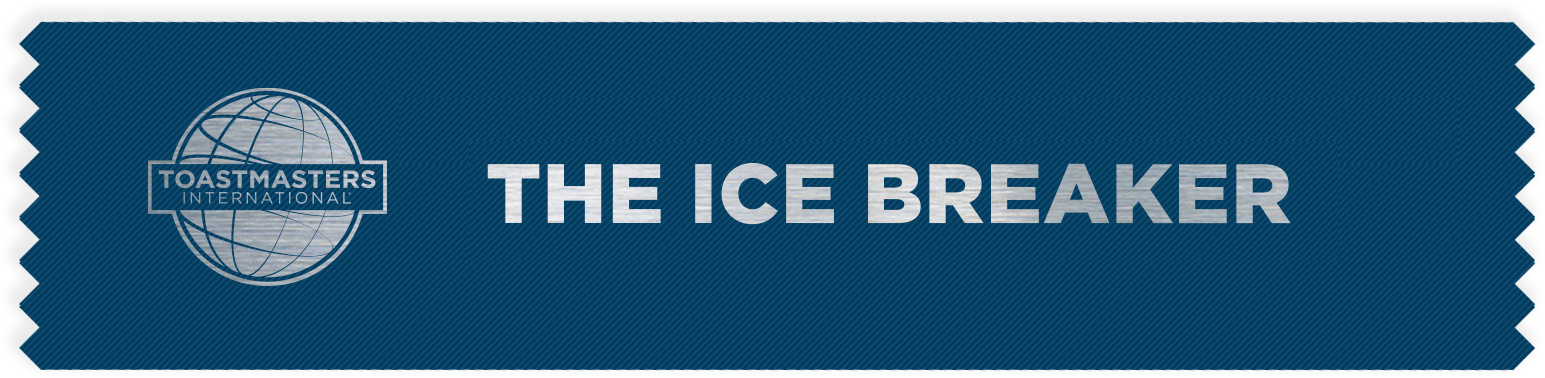 TOASTMASTERS
INTERNATIONAL
THE ICE BREAKER